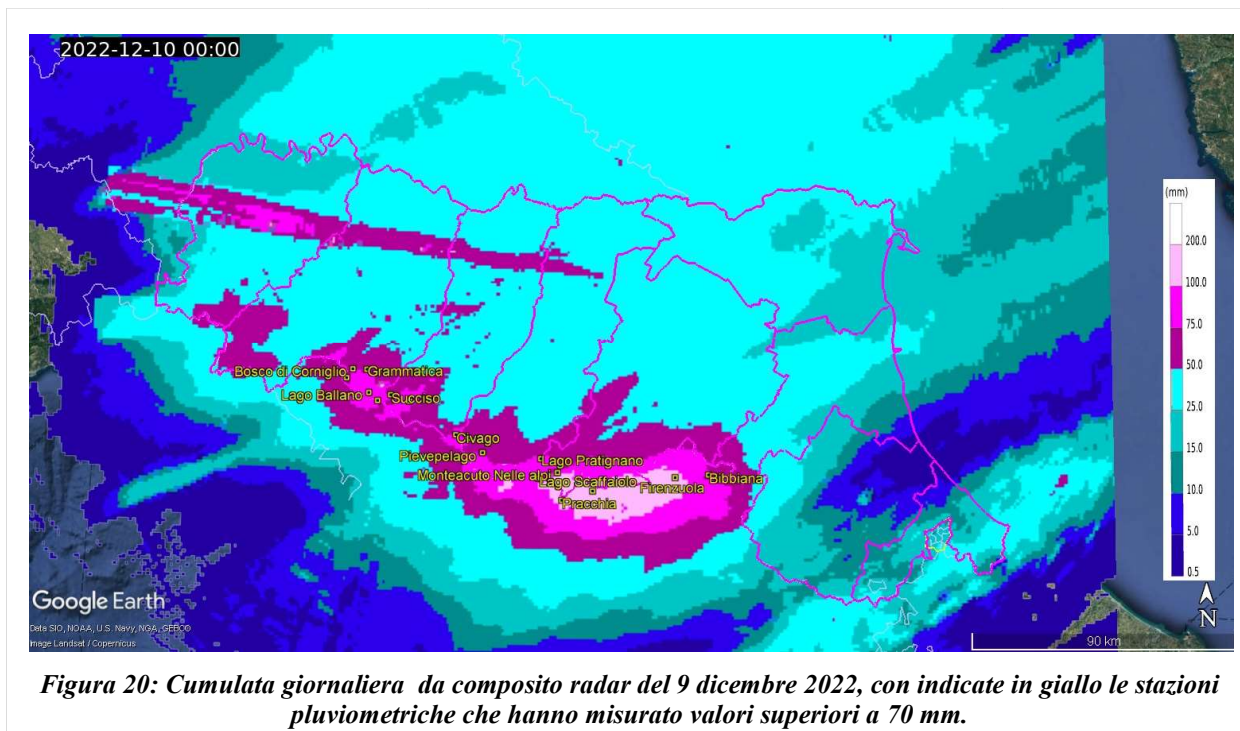 2022-12-10 00:00
(mm)
200.0
100.0
75.0
50.0
25.0
15.0
10.0
5.0
0.5
Bosco di Corniglio
Grammatica
Lago Ballano
Succiso
Civago
Pievepelago
Lago Pratignano
Monteacuto Nelle alpi
Lago Scaffaiolo
Firenzuola
Bibbiana
Pracchia
Google Earth
Data SIO, NOAA, U.S. Navy, NGA, GEBCO
Image Landsat / Copernicus
90 km
N
Figura 20: Cumulata giornaliera da composito radar del 9 dicembre 2022, con indicate in giallo le stazioni
pluviometriche che hanno misurato valori superiori a 70 mm.